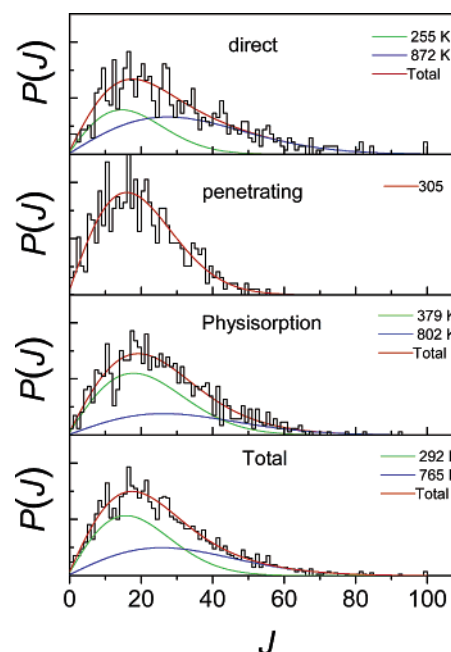 direct
255 K
872 K
Total
P(J)
penetrating
305
P(J)
Physisorption
379 K
802 K
Total
P(J)
Total
292
765
Total
P(J)
0 20 40 60 80 100
J